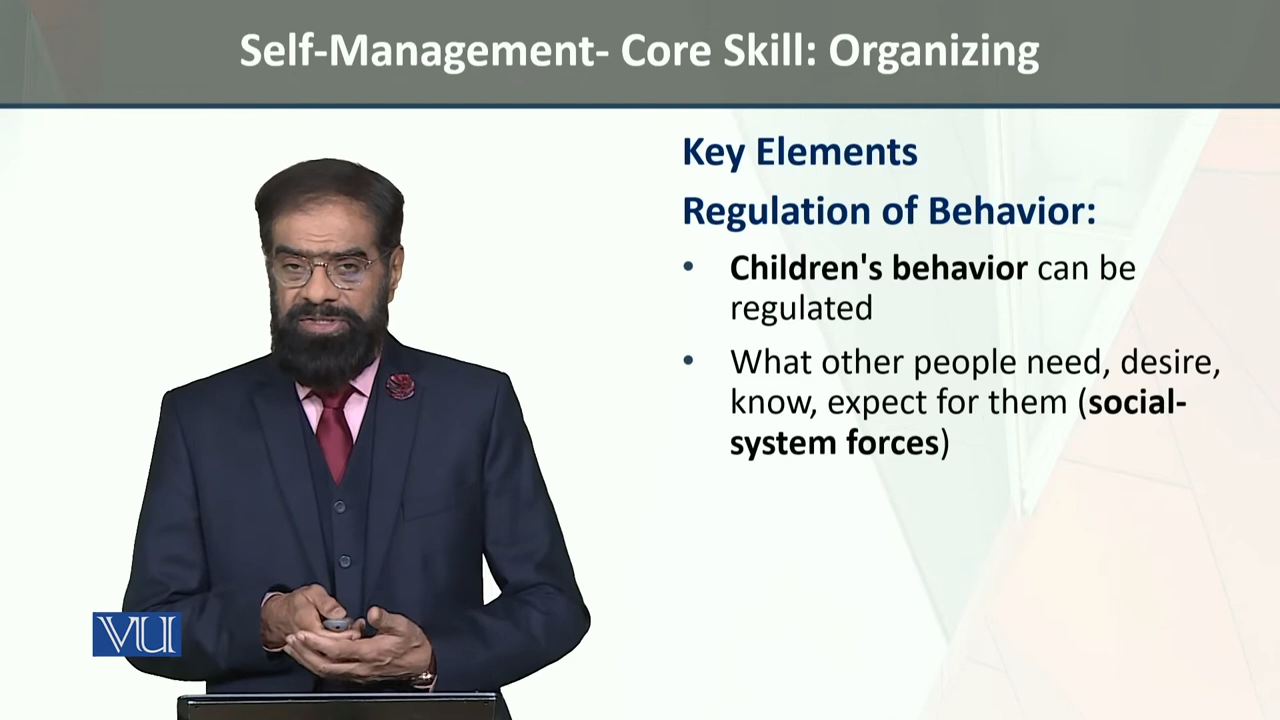 Self-Management- Core Skill: Organizing
Key Elements
Regulation of Behavior:
• Children's behavior can be
regulated
• What other people need, desire,
know, expect for them (social-
system forces)
VU